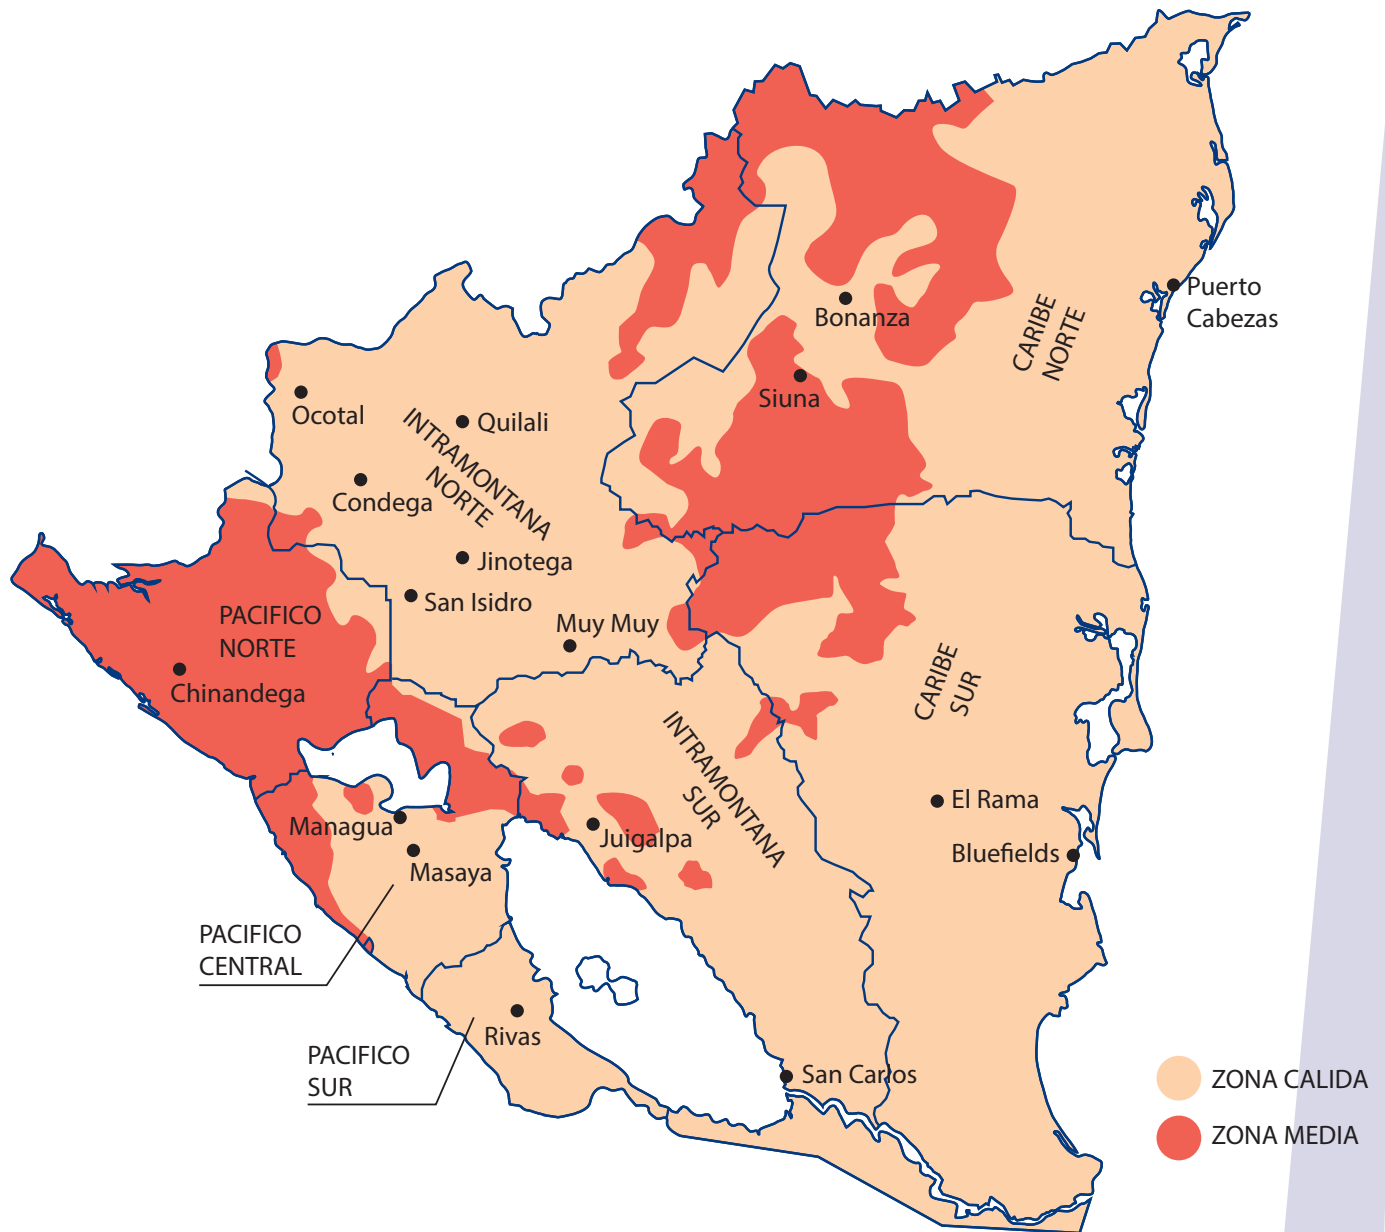 Puerto
Cabezas
Bonanza
CARIBE
NORTE
Siuna
Ocotal
Quilali
INTRAMONTANA
NORTE
Condega
Jinotega
San Isidro
Muy Muy
PACIFICO
NORTE
Chinandega
CARIBE
SUR
INTRAMONTANA
SUR
El Rama
Managua
Juigalpa
Bluefields
Masaya
PACIFICO
CENTRAL
Rivas
PACIFICO
SUR
San Carlos
ZONA CALIDA
ZONA MEDIA